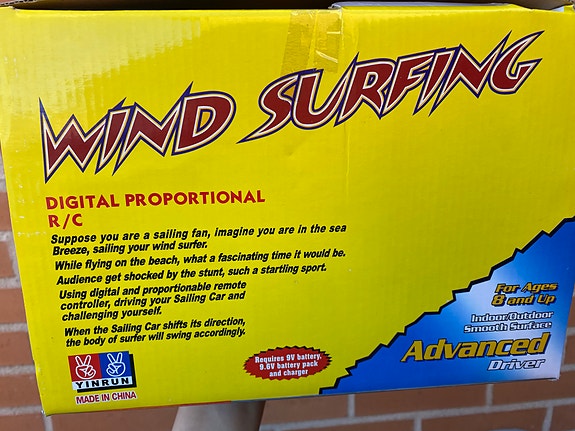 WIND SURFING
DIGITAL PROPORTIONAL
R/C
Suppose you are a sailing fan, imagine you are in the sea
Breeze, sailing your wind surfer.
While flying on the beach, what a fascinating time it would be.
Audience get shocked by the stunt, such a startling sport.
Using digital and proportionable remote
controller, driving your Sailing Car and
challenging yourself.
When the Sailing Car shifts its direction,
the body of surfer will swing accordingly.
YINRUN
MADE IN CHINA
Requires 9V battery,
9.6V battery pack
and charger
For Ages
8 and Up
Indoor/Outdoor
Smooth Surface
Advanced
Driver